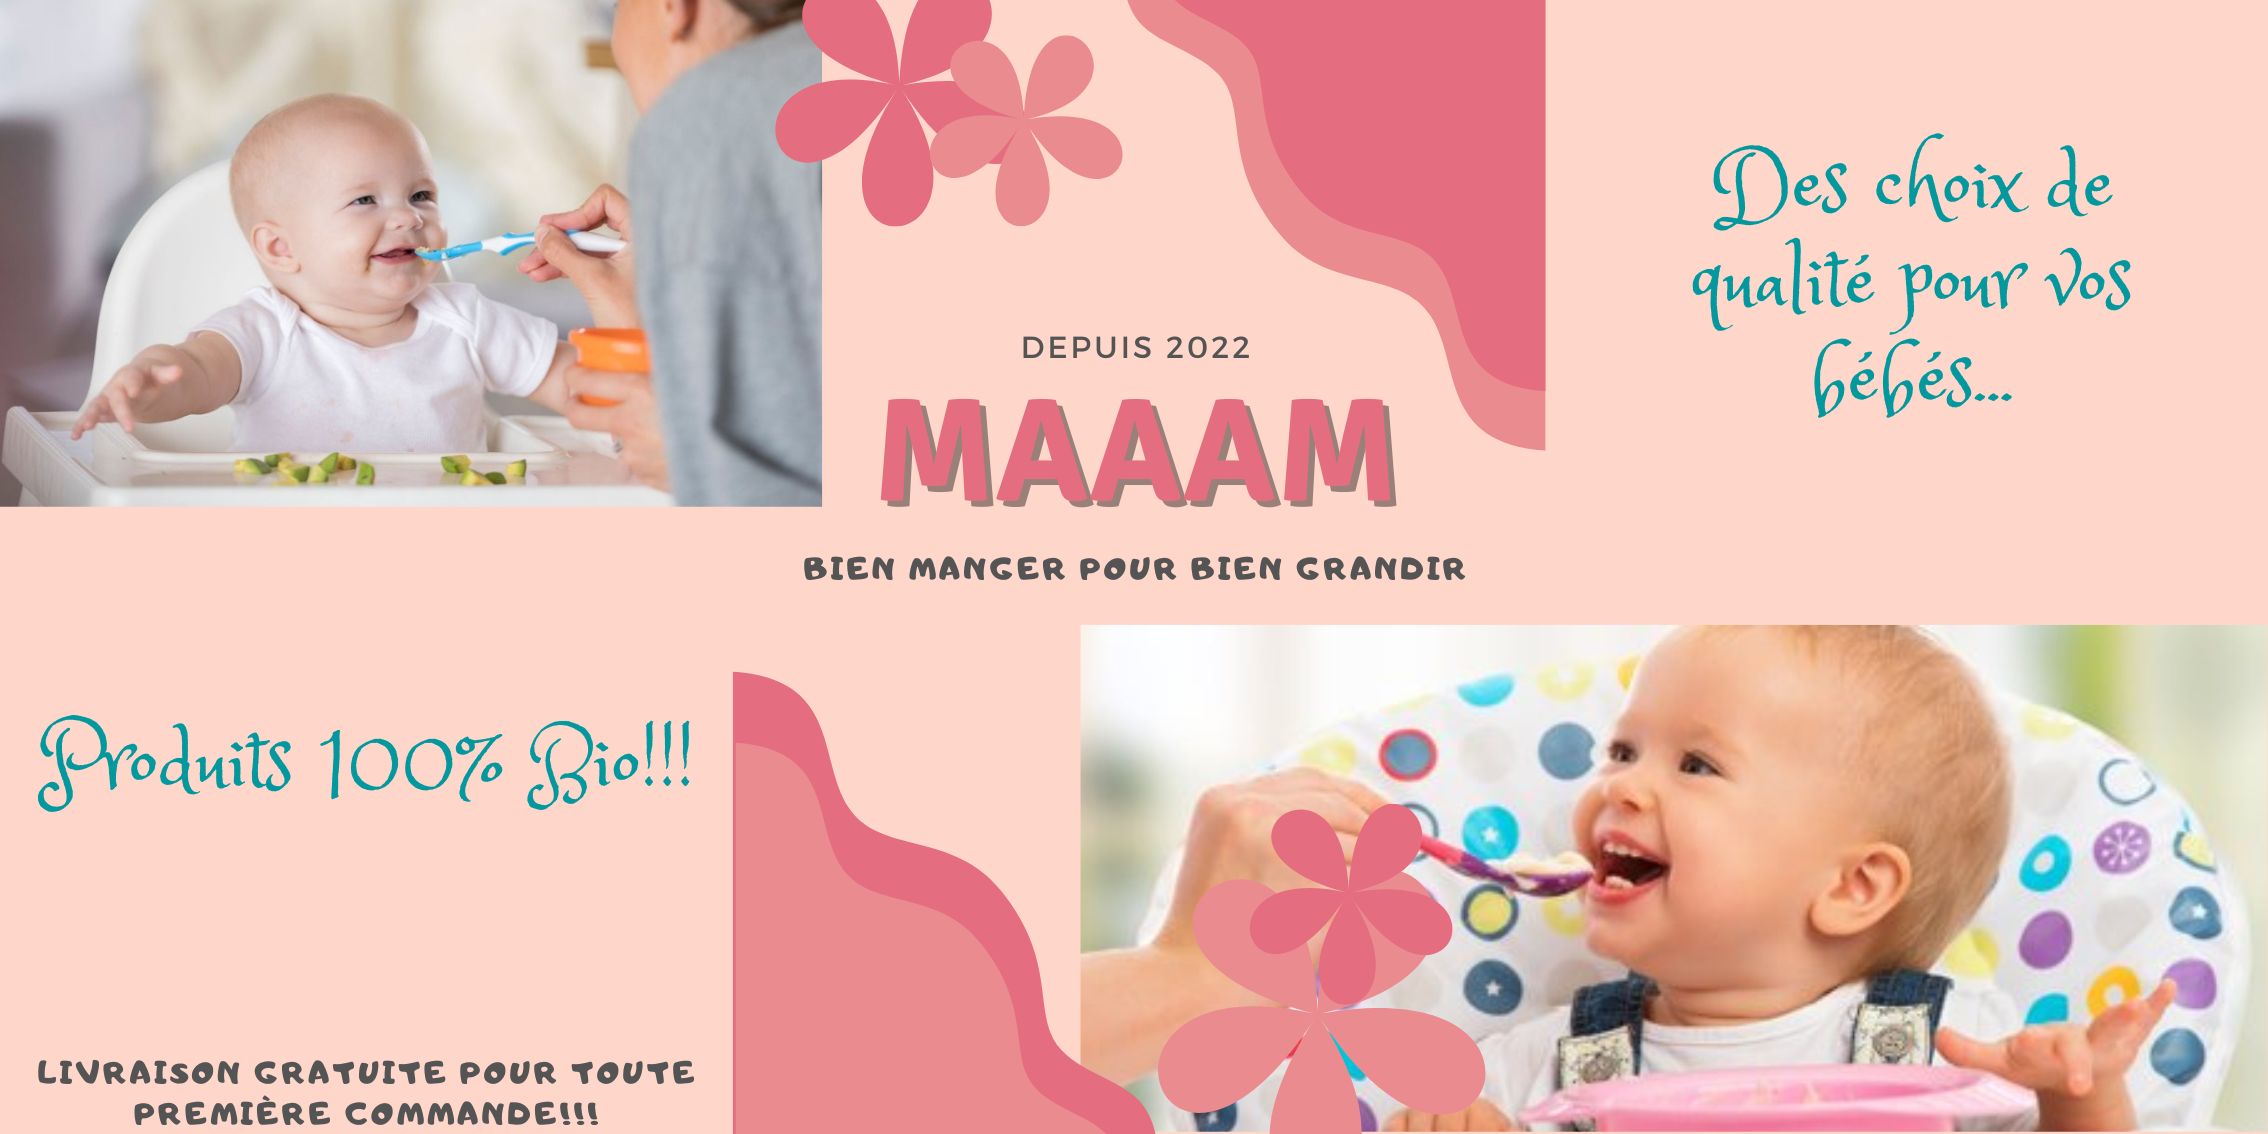 Des choix de
qualité pour vos
bébés...
DEPUIS 2022
MAAAM
BIEN MANGER POUR BIEN GRANDIR
Produits 100% Bio!!!
LIVRAISON GRATUITE POUR TOUTE
PREMIÈRE COMMANDE!!!